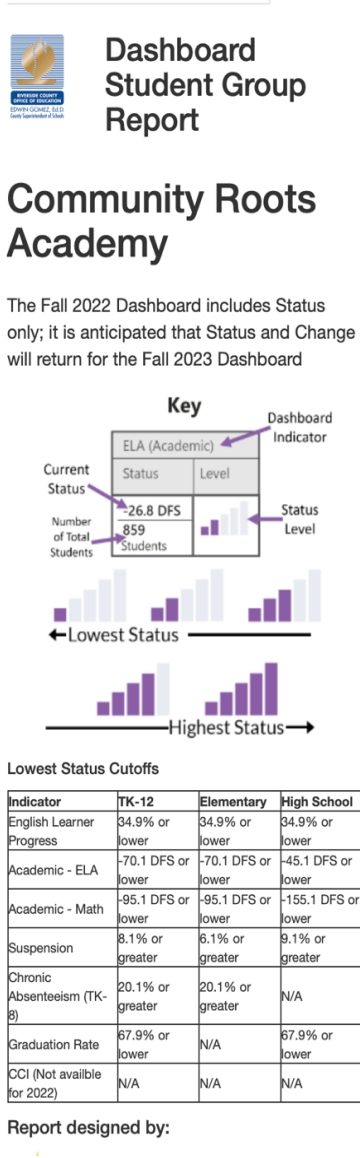 Dashboard
Student Group
Report
RIVERSIDE COUNTY
OFFICE OF EDUCATION
EDWIN GOMEZ, Ed.D.
County Superintendent of Schools
Community Roots
Academy
The Fall 2022 Dashboard includes Status
only; it is anticipated that Status and Change
will return for the Fall 2023 Dashboard
Key
Dashboard
Indicator
ELA (Academic)
Current
Status
Status Level
-26.8 DFS
859
Students
Number
of Total
Students
Status
Level
←Lowest Status
Highest Status→
Lowest Status Cutoffs
Indicator TK-12 Elementary High School
English Learner Progress 34.9% or lower 34.9% or lower 34.9% or lower
Academic - ELA -70.1 DFS or lower -70.1 DFS or lower -45.1 DFS or lower
Academic - Math -95.1 DFS or lower -95.1 DFS or lower -155.1 DFS or lower
Suspension 8.1% or greater 6.1% or greater 9.1% or greater
Chronic Absenteeism (TK-8) 20.1% or greater 20.1% or greater N/A
Graduation Rate 67.9% or lower N/A 67.9% or lower
CCI (Not availble for 2022) N/A N/A N/A
Report designed by: